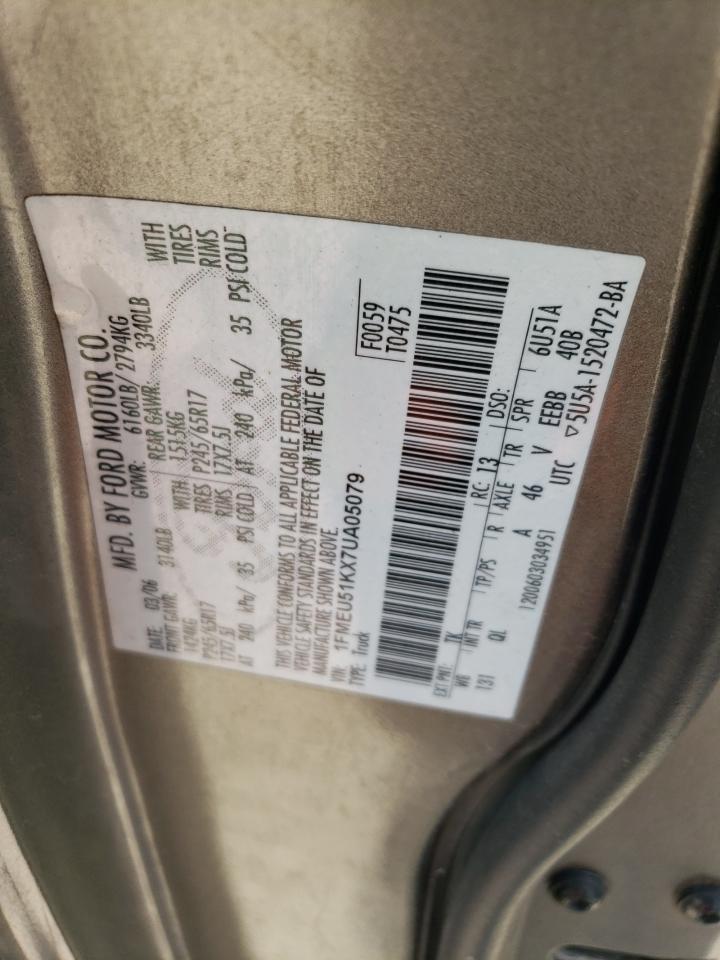 MFD. BY FORD MOTOR CO.
DATE: 03/06 GVWR: 6160LB/ 2794KG
FRONT GAWR: 3140LB REAR GAWR: 3340LB WITH
1424KG WITH 1515KG TIRES
P245/65R17 TIRES P245/65R17 RIMS
17X7.5J RIMS 17X7.5J
AT 240 kPa/ 35 PSI COLD AT 240 kPa/ 35 PSI COLD
THIS VEHICLE CONFORMS TO ALL APPLICABLE FEDERAL MOTOR
VEHICLE SAFETY STANDARDS IN EFFECT ON THE DATE OF
MANUFACTURE SHOWN ABOVE.
VIN: 1FMEU51KX7UA05079
TYPE: Truck
F0059
T0475
EXT PNT: TK RC: 13 DSO:
WB INT TR TP/PS R AXLE TR SPR 6U51A
131 QL A 46 V EEBB 40B
1200603034951 UTC ▽5U5A-1520472-BA